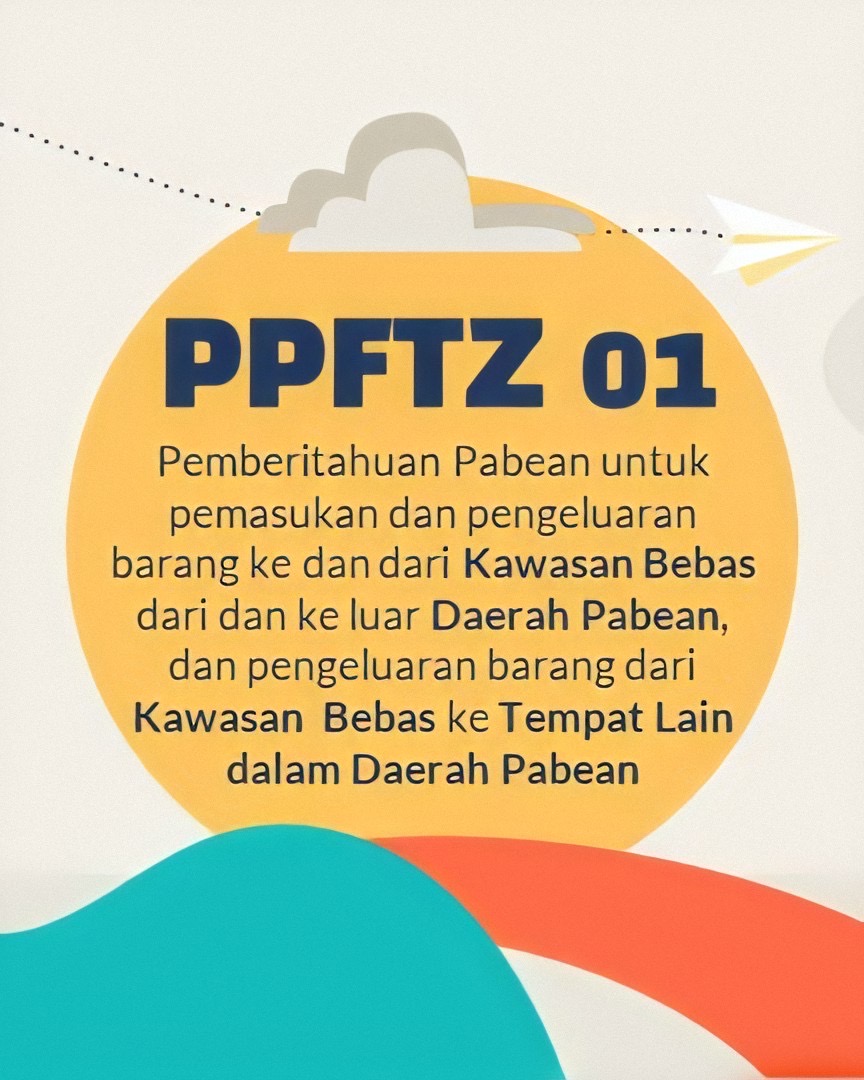 PPFTZ 01
Pemberitahuan Pabean untuk
pemasukan dan pengeluaran
barang ke dan dari Kawasan Bebas
dari dan ke luar Daerah Pabean,
dan pengeluaran barang dari
Kawasan Bebas ke Tempat Lain
dalam Daerah Pabean